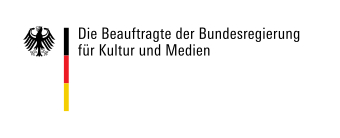 Die Beauftragte der Bundesregierung
für Kultur und Medien